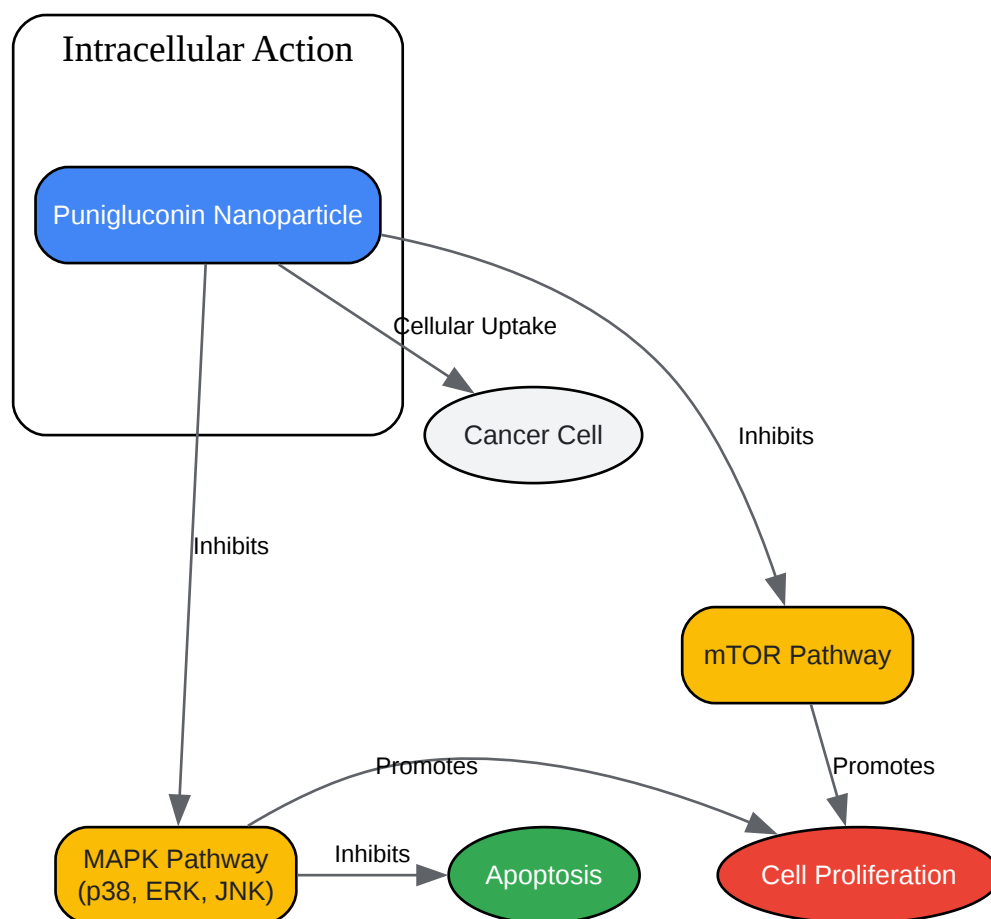 Intracellular Action
Punigluconin Nanoparticle
Cellular Uptake
Cancer Cell
Inhibits
Inhibits
mTOR Pathway
Promotes
Promotes
MAPK Pathway
(p38, ERK, JNK)
Inhibits
Apoptosis
Cell Proliferation